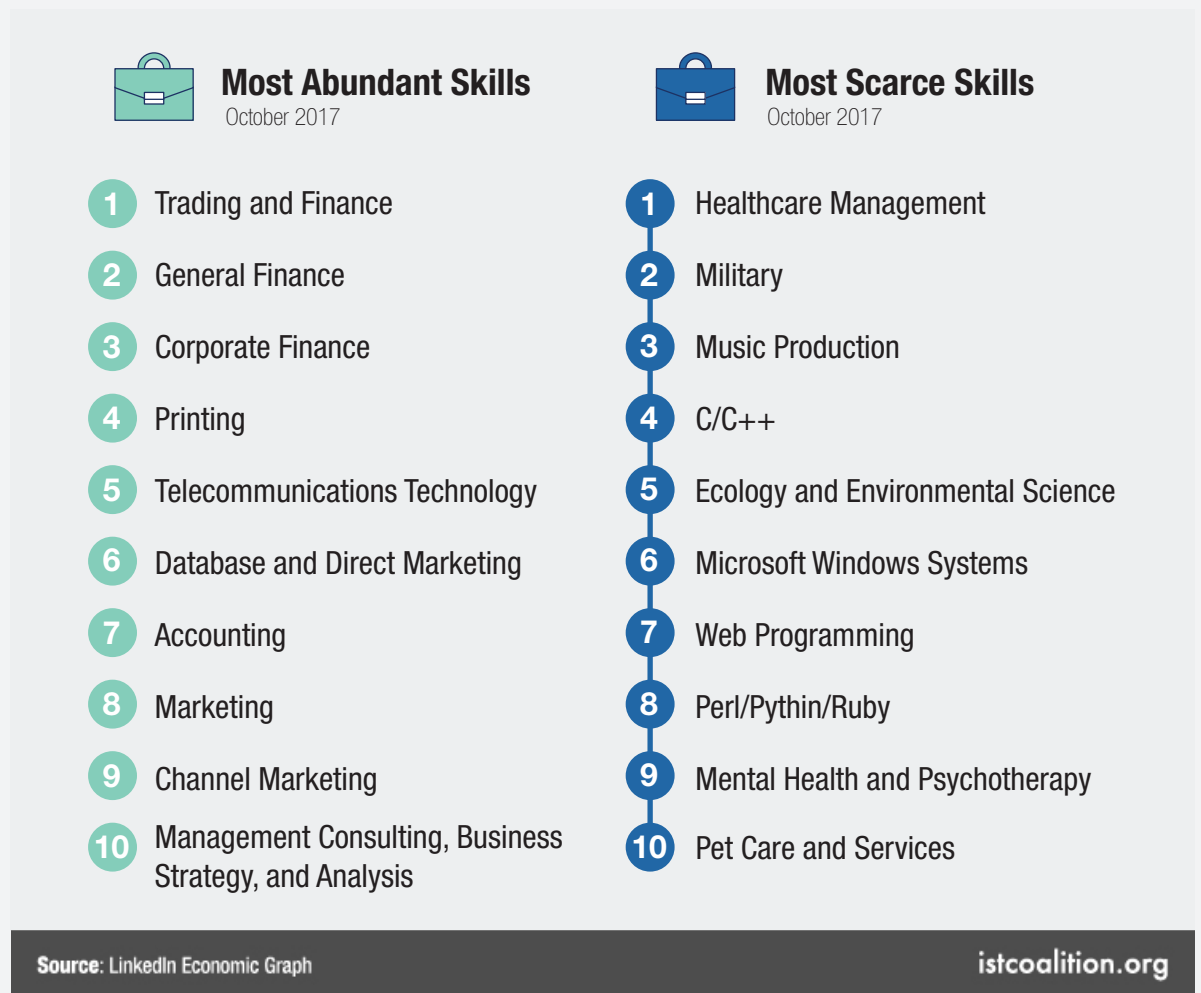 Most Abundant Skills
October 2017
1 Trading and Finance
2 General Finance
3 Corporate Finance
4 Printing
5 Telecommunications Technology
6 Database and Direct Marketing
7 Accounting
8 Marketing
9 Channel Marketing
10 Management Consulting, Business
Strategy, and Analysis
Most Scarce Skills
October 2017
1 Healthcare Management
2 Military
3 Music Production
4 C/C++
5 Ecology and Environmental Science
6 Microsoft Windows Systems
7 Web Programming
8 Perl/Pythin/Ruby
9 Mental Health and Psychotherapy
10 Pet Care and Services
Source: LinkedIn Economic Graph
istcoalition.org